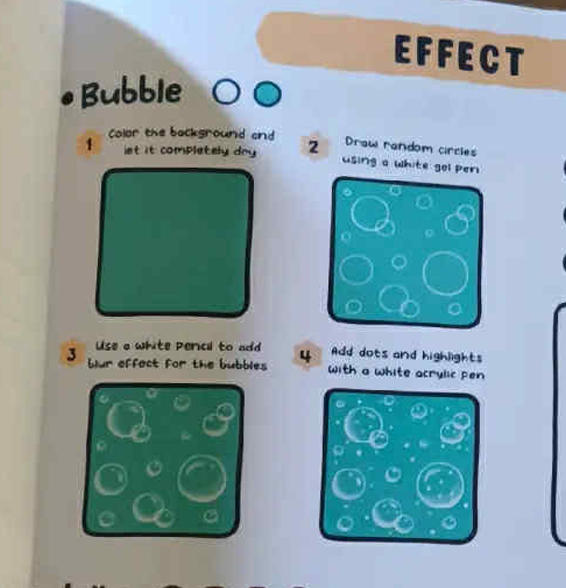 EFFECT
• Bubble
1 Color the background and
let it completely dry
2 Draw random circles
using a white gel pen
3 Use a white pencil to add
blur effect for the bubbles
4 Add dots and highlights
with a white acrylic pen